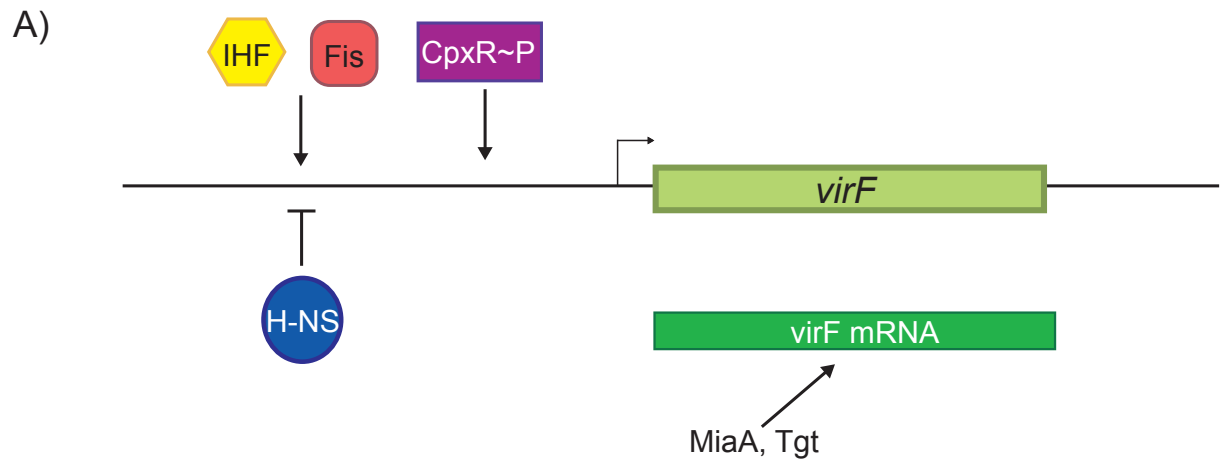 A)
IHF
Fis
CpxR~P
virF
H-NS
virF mRNA
MiaA, Tgt